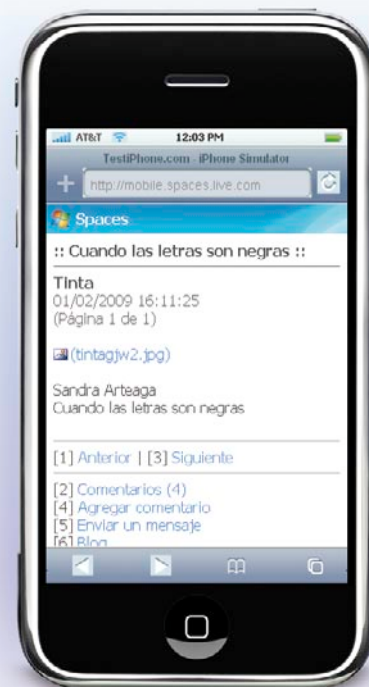 AT&T 12:03 PM
TestiPhone.com - iPhone Simulator
http://mobile.spaces.live.com
Spaces
:: Cuando las letras son negras ::
Tinta
01/02/2009 16:11:25
(Página 1 de 1)
(tintagjw2.jpg)
Sandra Arteaga
Cuando las letras son negras
[1] Anterior | [3] Siguiente
[2] Comentarios (4)
[4] Agregar comentario
[5] Enviar un mensaje
[6] Blog